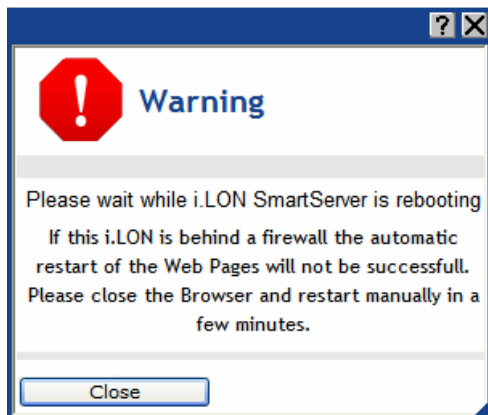 ?
Warning
Please wait while i.LON SmartServer is rebooting
If this i.LON is behind a firewall the automatic
restart of the Web Pages will not be successfull.
Please close the Browser and restart manually in a
few minutes.
Close